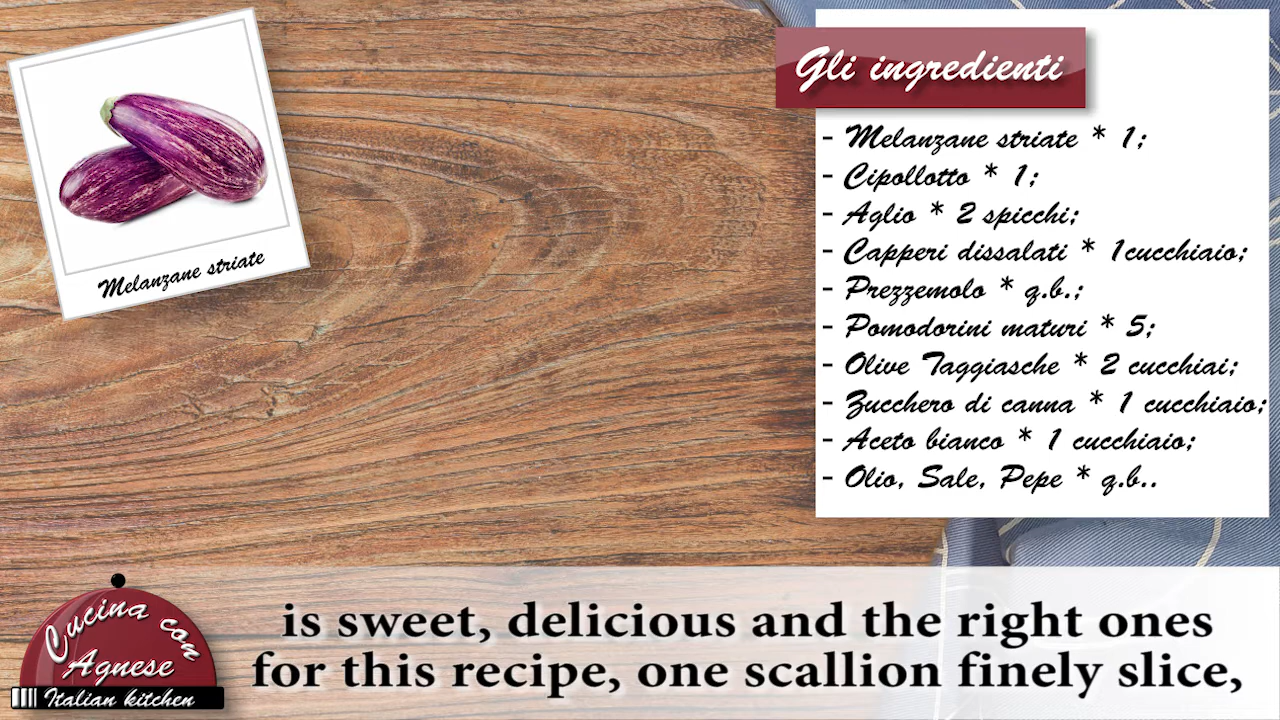 Melanzane striate
Gli ingredienti
- Melanzane striate * 1;
- Cipollotto * 1;
- Aglio * 2 spicchi;
- Capperi dissalati * 1cucchiaio;
- Prezzemolo * q.b.;
- Pomodorini maturi * 5;
- Olive Taggiasche * 2 cucchiai;
- Zucchero di canna * 1 cucchiaio;
- Aceto bianco * 1 cucchiaio;
- Olio, Sale, Pepe * q.b..
Cucina con
Agnese
Italian kitchen
is sweet, delicious and the right ones
for this recipe, one scallion finely slice,